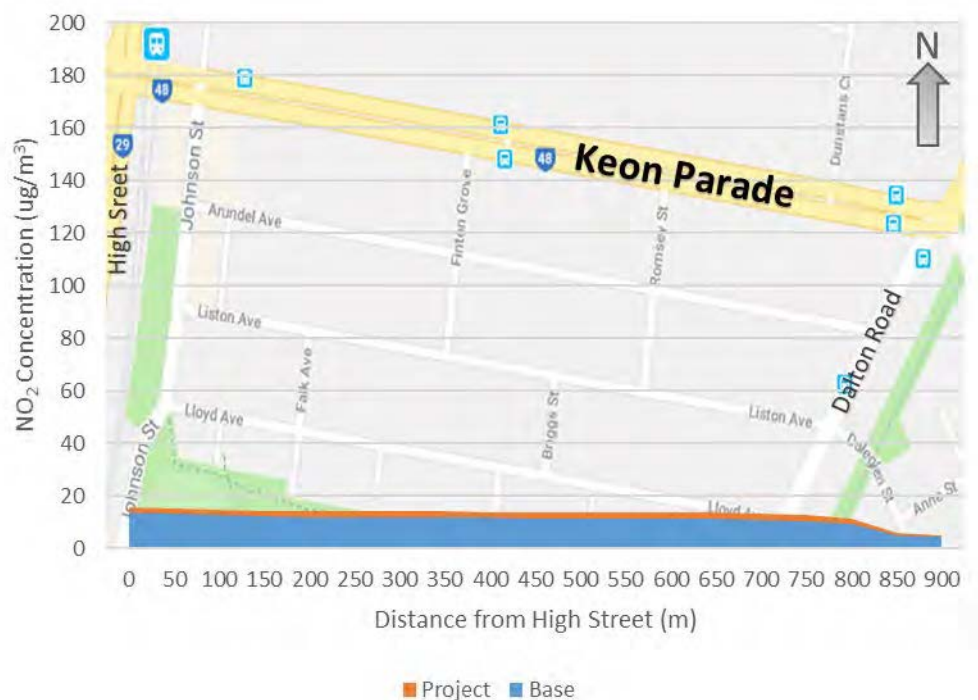 200
180
160
140
120
100
80
60
40
20
0
NO₂ Concentration (ug/m³)
N
48
29
48
Keon Parade
High Sreet
Johnson St
Arundel Ave
Finton Grove
Romsey St
Dunstans Ct
Liston Ave
Dalton Road
Falk Ave
Lloyd Ave
Briggs St
Liston Ave
Daleglen St
Anne St
Johnson St
Lloyd
0 50 100 150 200 250 300 350 400 450 500 550 600 650 700 750 800 850 900
Distance from High Street (m)
Project Base